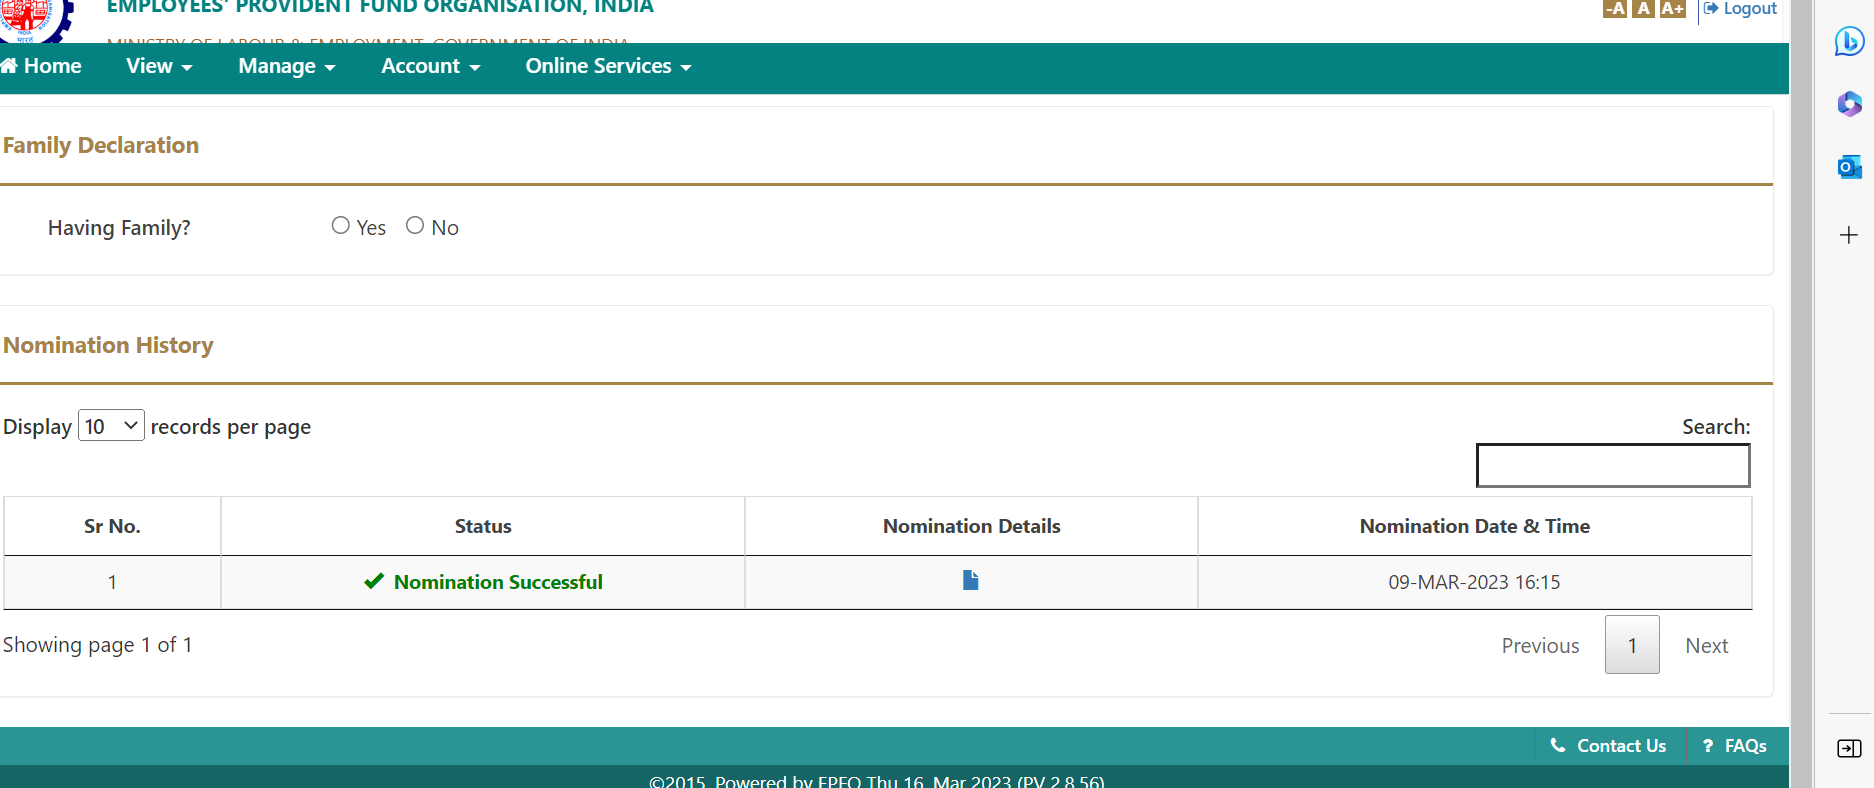 EMPLOYEES' PROVIDENT FUND ORGANISATION, INDIA
-A A A+ Logout
MINISTRY OF LABOUR & EMPLOYMENT, GOVERNMENT OF INDIA
Home View Manage Account Online Services
Family Declaration
Having Family? Yes No
Nomination History
Display 10 records per page
Search:
Sr No. Status Nomination Details Nomination Date & Time
1 Nomination Successful 09-MAR-2023 16:15
Showing page 1 of 1 Previous 1 Next
Contact Us ? FAQs
©2015. Powered by EPFO Thu 16, Mar 2023 (PV 2.8.56)